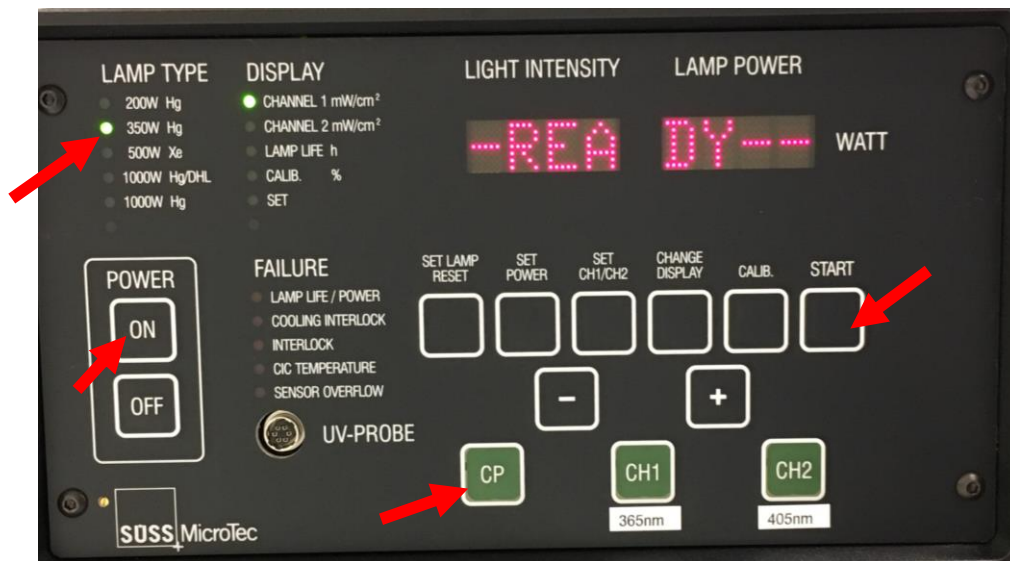 LAMP TYPE
200W Hg
350W Hg
500W Xe
1000W Hg/DHL
1000W Hg
DISPLAY
CHANNEL 1 mW/cm²
CHANNEL 2 mW/cm²
LAMP LIFE h
CALIB. %
SET
LIGHT INTENSITY
-REA
LAMP POWER
DY--
WATT
POWER
ON
OFF
FAILURE
LAMP LIFE / POWER
COOLING INTERLOCK
INTERLOCK
CIC TEMPERATURE
SENSOR OVERFLOW
UV-PROBE
SET LAMP
RESET
SET
POWER
SET
CH1/CH2
CHANGE
DISPLAY
CALIB.
START
-
+
CP
CH1
CH2
365nm
405nm
SÜSS MicroTec